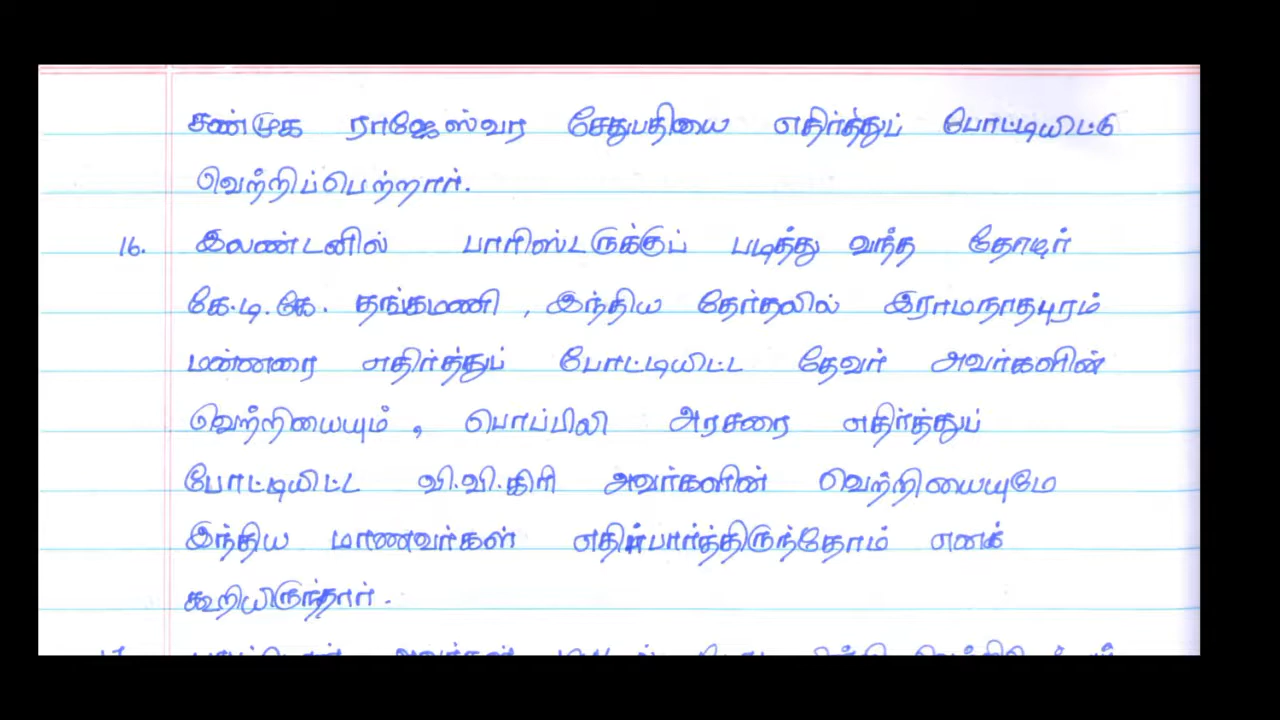 சண்முக ராஜேஸ்வர சேதுபதியை எதிர்த்துப் போட்டியிட்டு
வெற்றிப்பெற்றார்.
16. இலண்டனில் பாரிஸ்டருக்குப் படித்து வந்த தோழர்
கே.டி.கே. தங்கமணி , இந்திய தேர்தலில் இராமநாதபுரம்
மன்னரை எதிர்த்துப் போட்டியிட்ட தேவர் அவர்களின்
வெற்றியையும் , பொப்பிலி அரசரை எதிர்த்துப்
போட்டியிட்ட வி.வி.கிரி அவர்களின் வெற்றியையுமே
இந்திய மாணவர்கள் எதிர்பார்த்திருந்தோம் எனக்
கூறியிருந்தார்.